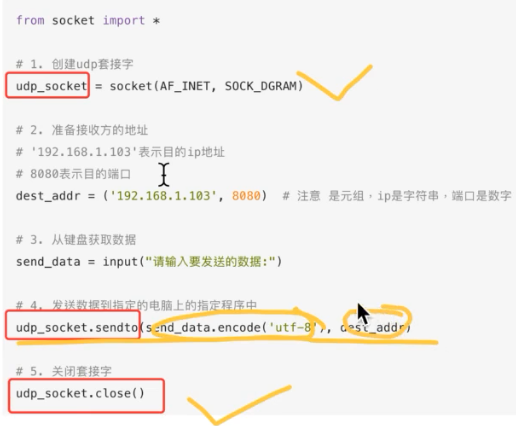 from socket import *
# 1. 创建udp套接字
udp_socket = socket(AF_INET, SOCK_DGRAM)
# 2. 准备接收方的地址
# '192.168.1.103'表示目的ip地址
# 8080表示目的端口
dest_addr = ('192.168.1.103', 8080)  # 注意 是元组，ip是字符串，端口是数字
# 3. 从键盘获取数据
send_data = input("请输入要发送的数据:")
# 4. 发送数据到指定的电脑上的指定程序中
udp_socket.sendto(send_data.encode('utf-8'), dest_addr)
# 5. 关闭套接字
udp_socket.close()